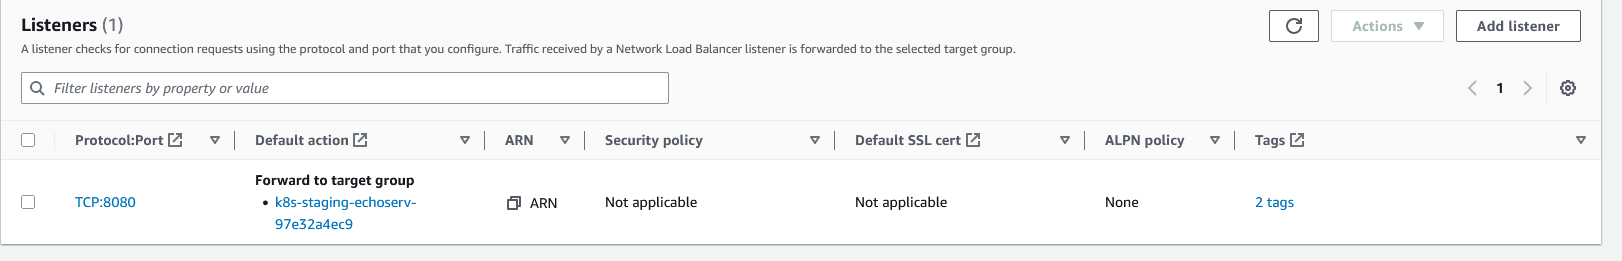 Listeners (1)
Actions
Add listener
A listener checks for connection requests using the protocol and port that you configure. Traffic received by a Network Load Balancer listener is forwarded to the selected target group.
Filter listeners by property or value
1
Protocol:Port
Default action
ARN
Security policy
Default SSL cert
ALPN policy
Tags
Forward to target group
TCP:8080
• k8s-staging-echoserv-
97e32a4ec9
ARN
Not applicable
Not applicable
None
2 tags